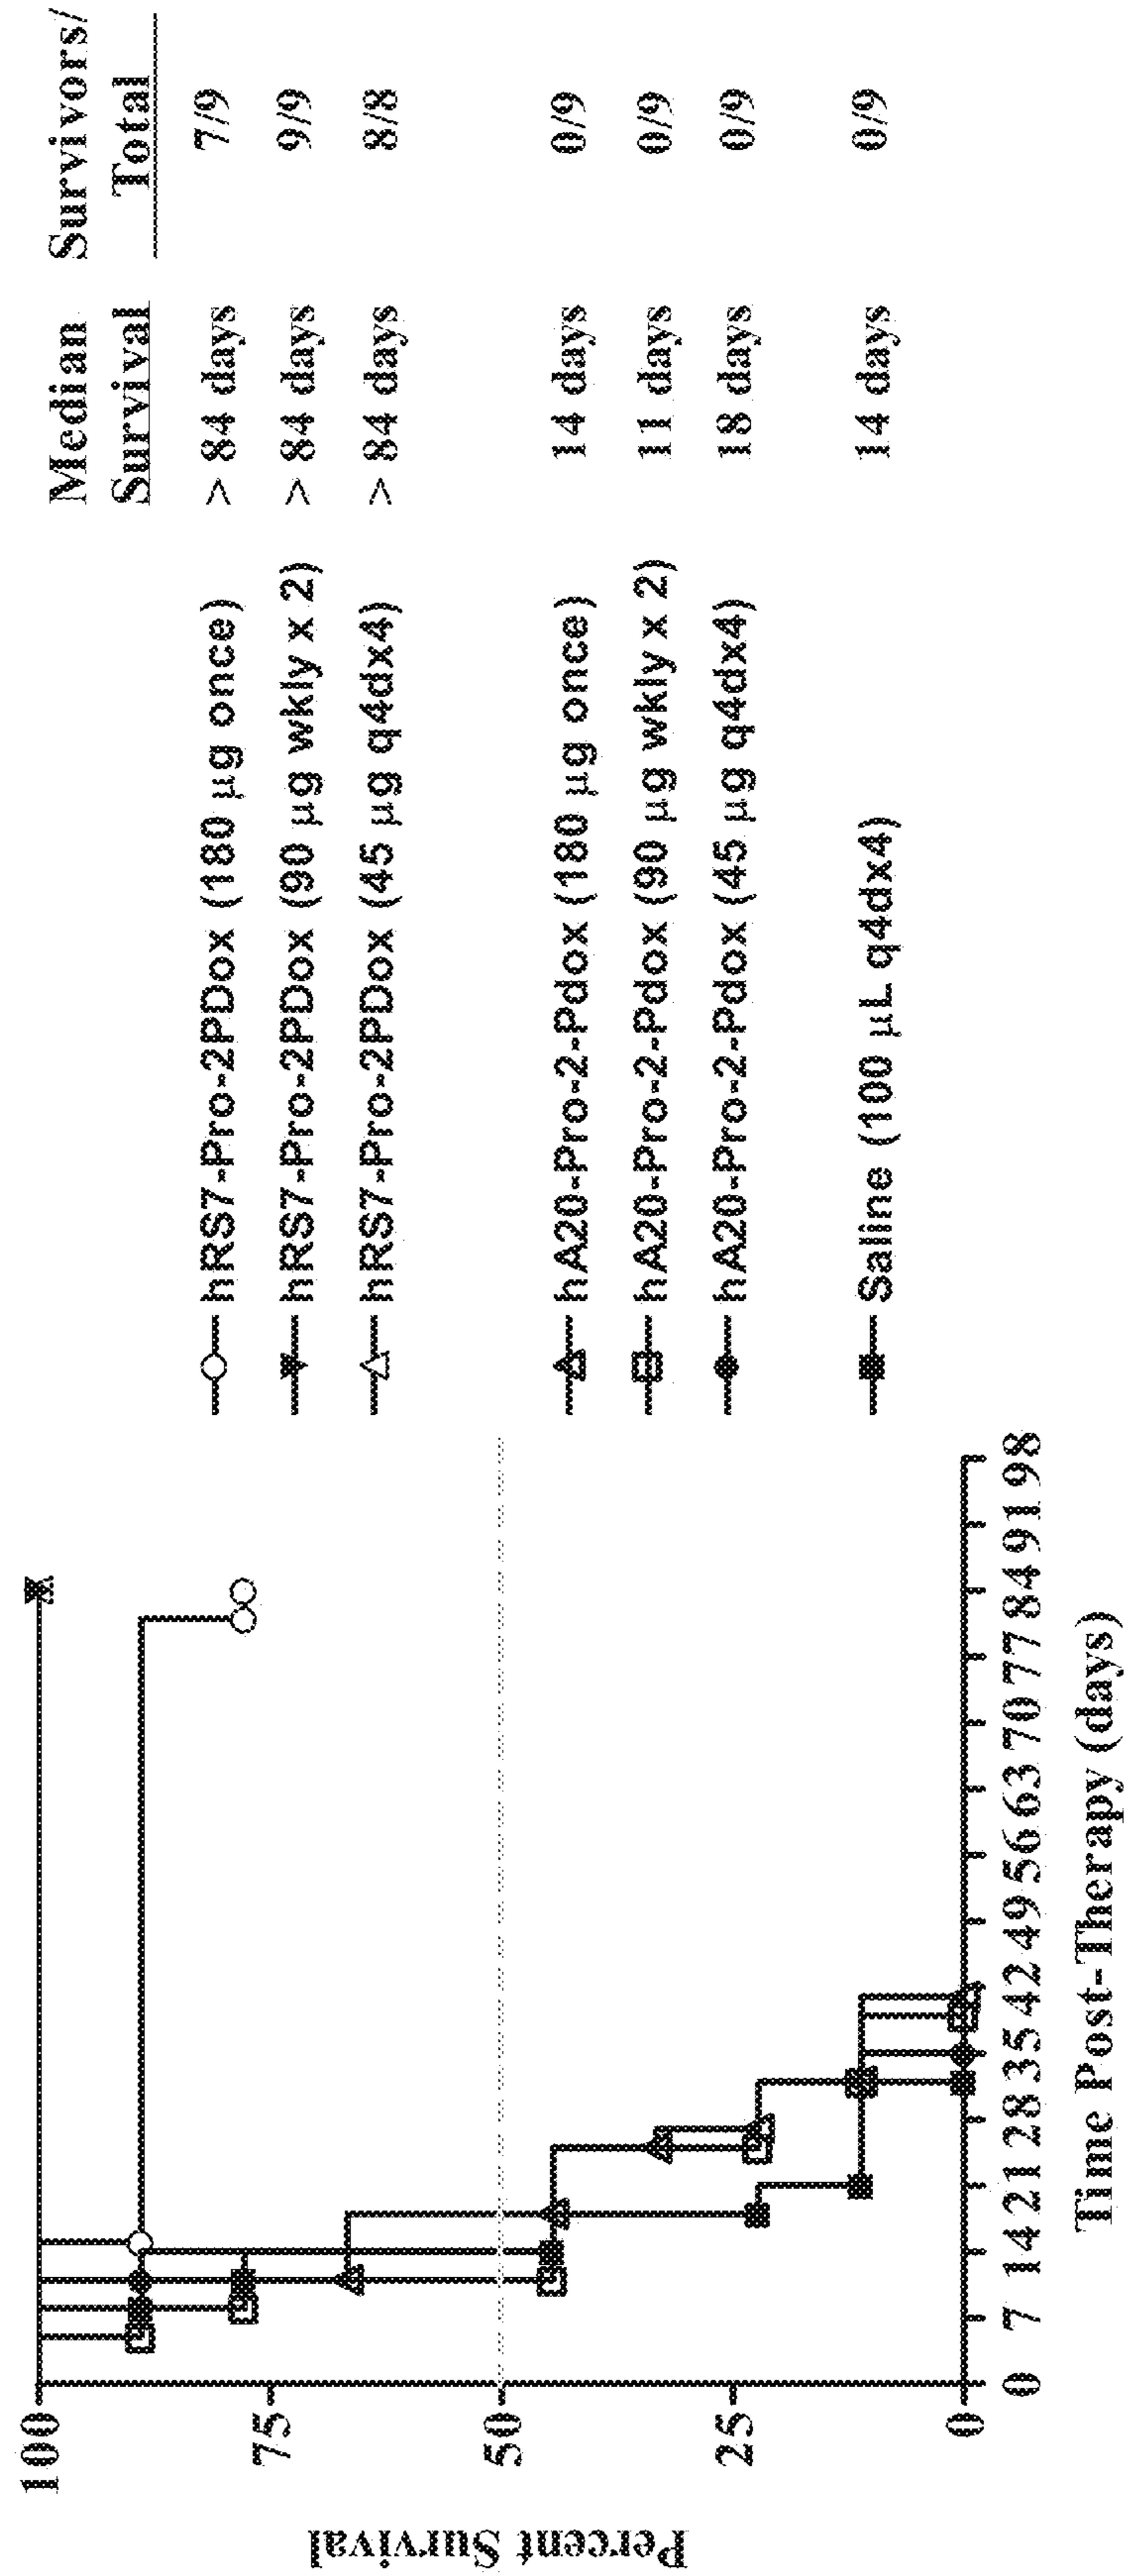 Percent Survival
100
75
50
25
0
0 7 14 21 28 35 42 49 56 63 70 77 84 91 98
Time Post-Therapy (days)
Median Survivors/
Survival Total
hRS7-Pro-2PDox (180 µg once) > 84 days 7/9
hRS7-Pro-2PDox (90 µg wkly x 2) > 84 days 9/9
hRS7-Pro-2PDox (45 µg q4dx4) > 84 days 8/8
hA20-Pro-2-Pdox (180 µg once) 14 days 0/9
hA20-Pro-2-Pdox (90 µg wkly x 2) 11 days 0/9
hA20-Pro-2-Pdox (45 µg q4dx4) 18 days 0/9
Saline (100 µL q4dx4) 14 days 0/9